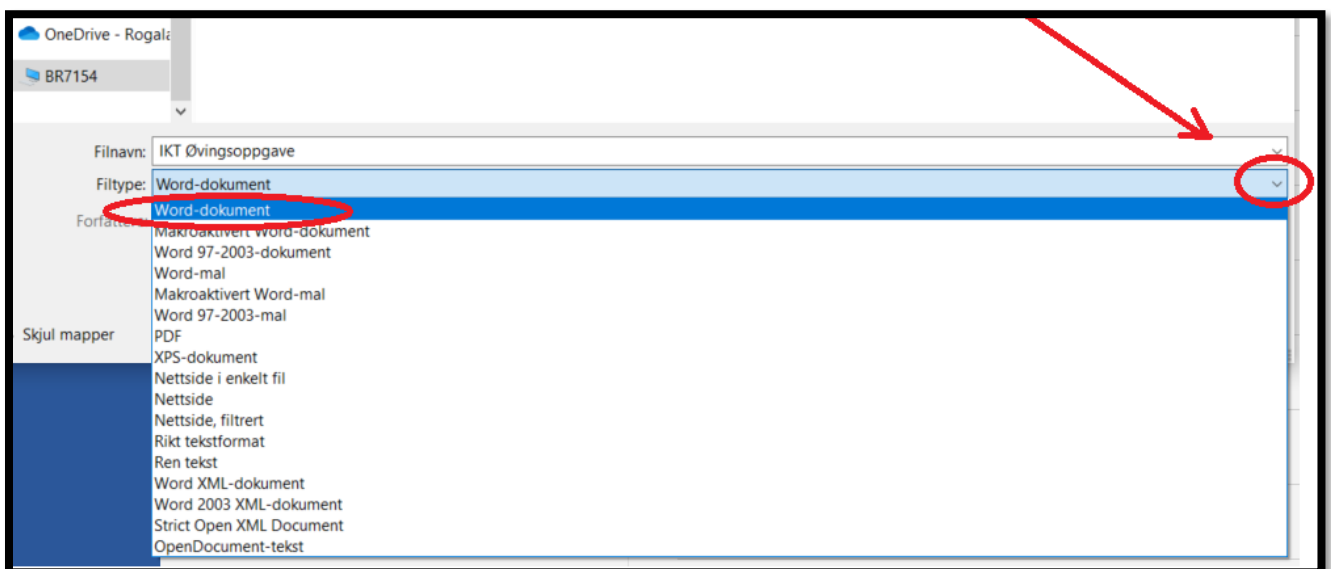 OneDrive - Rogala
BR7154
Filnavn: IKT Øvingsoppgave
Filtype: Word-dokument
Word-dokument
Makroaktivert Word-dokument
Word 97-2003-dokument
Word-mal
Makroaktivert Word-mal
Word 97-2003-mal
Skjul mapper
PDF
XPS-dokument
Nettside i enkelt fil
Nettside
Nettside, filtrert
Rikt tekstformat
Ren tekst
Word XML-dokument
Word 2003 XML-dokument
Strict Open XML Document
OpenDocument-tekst